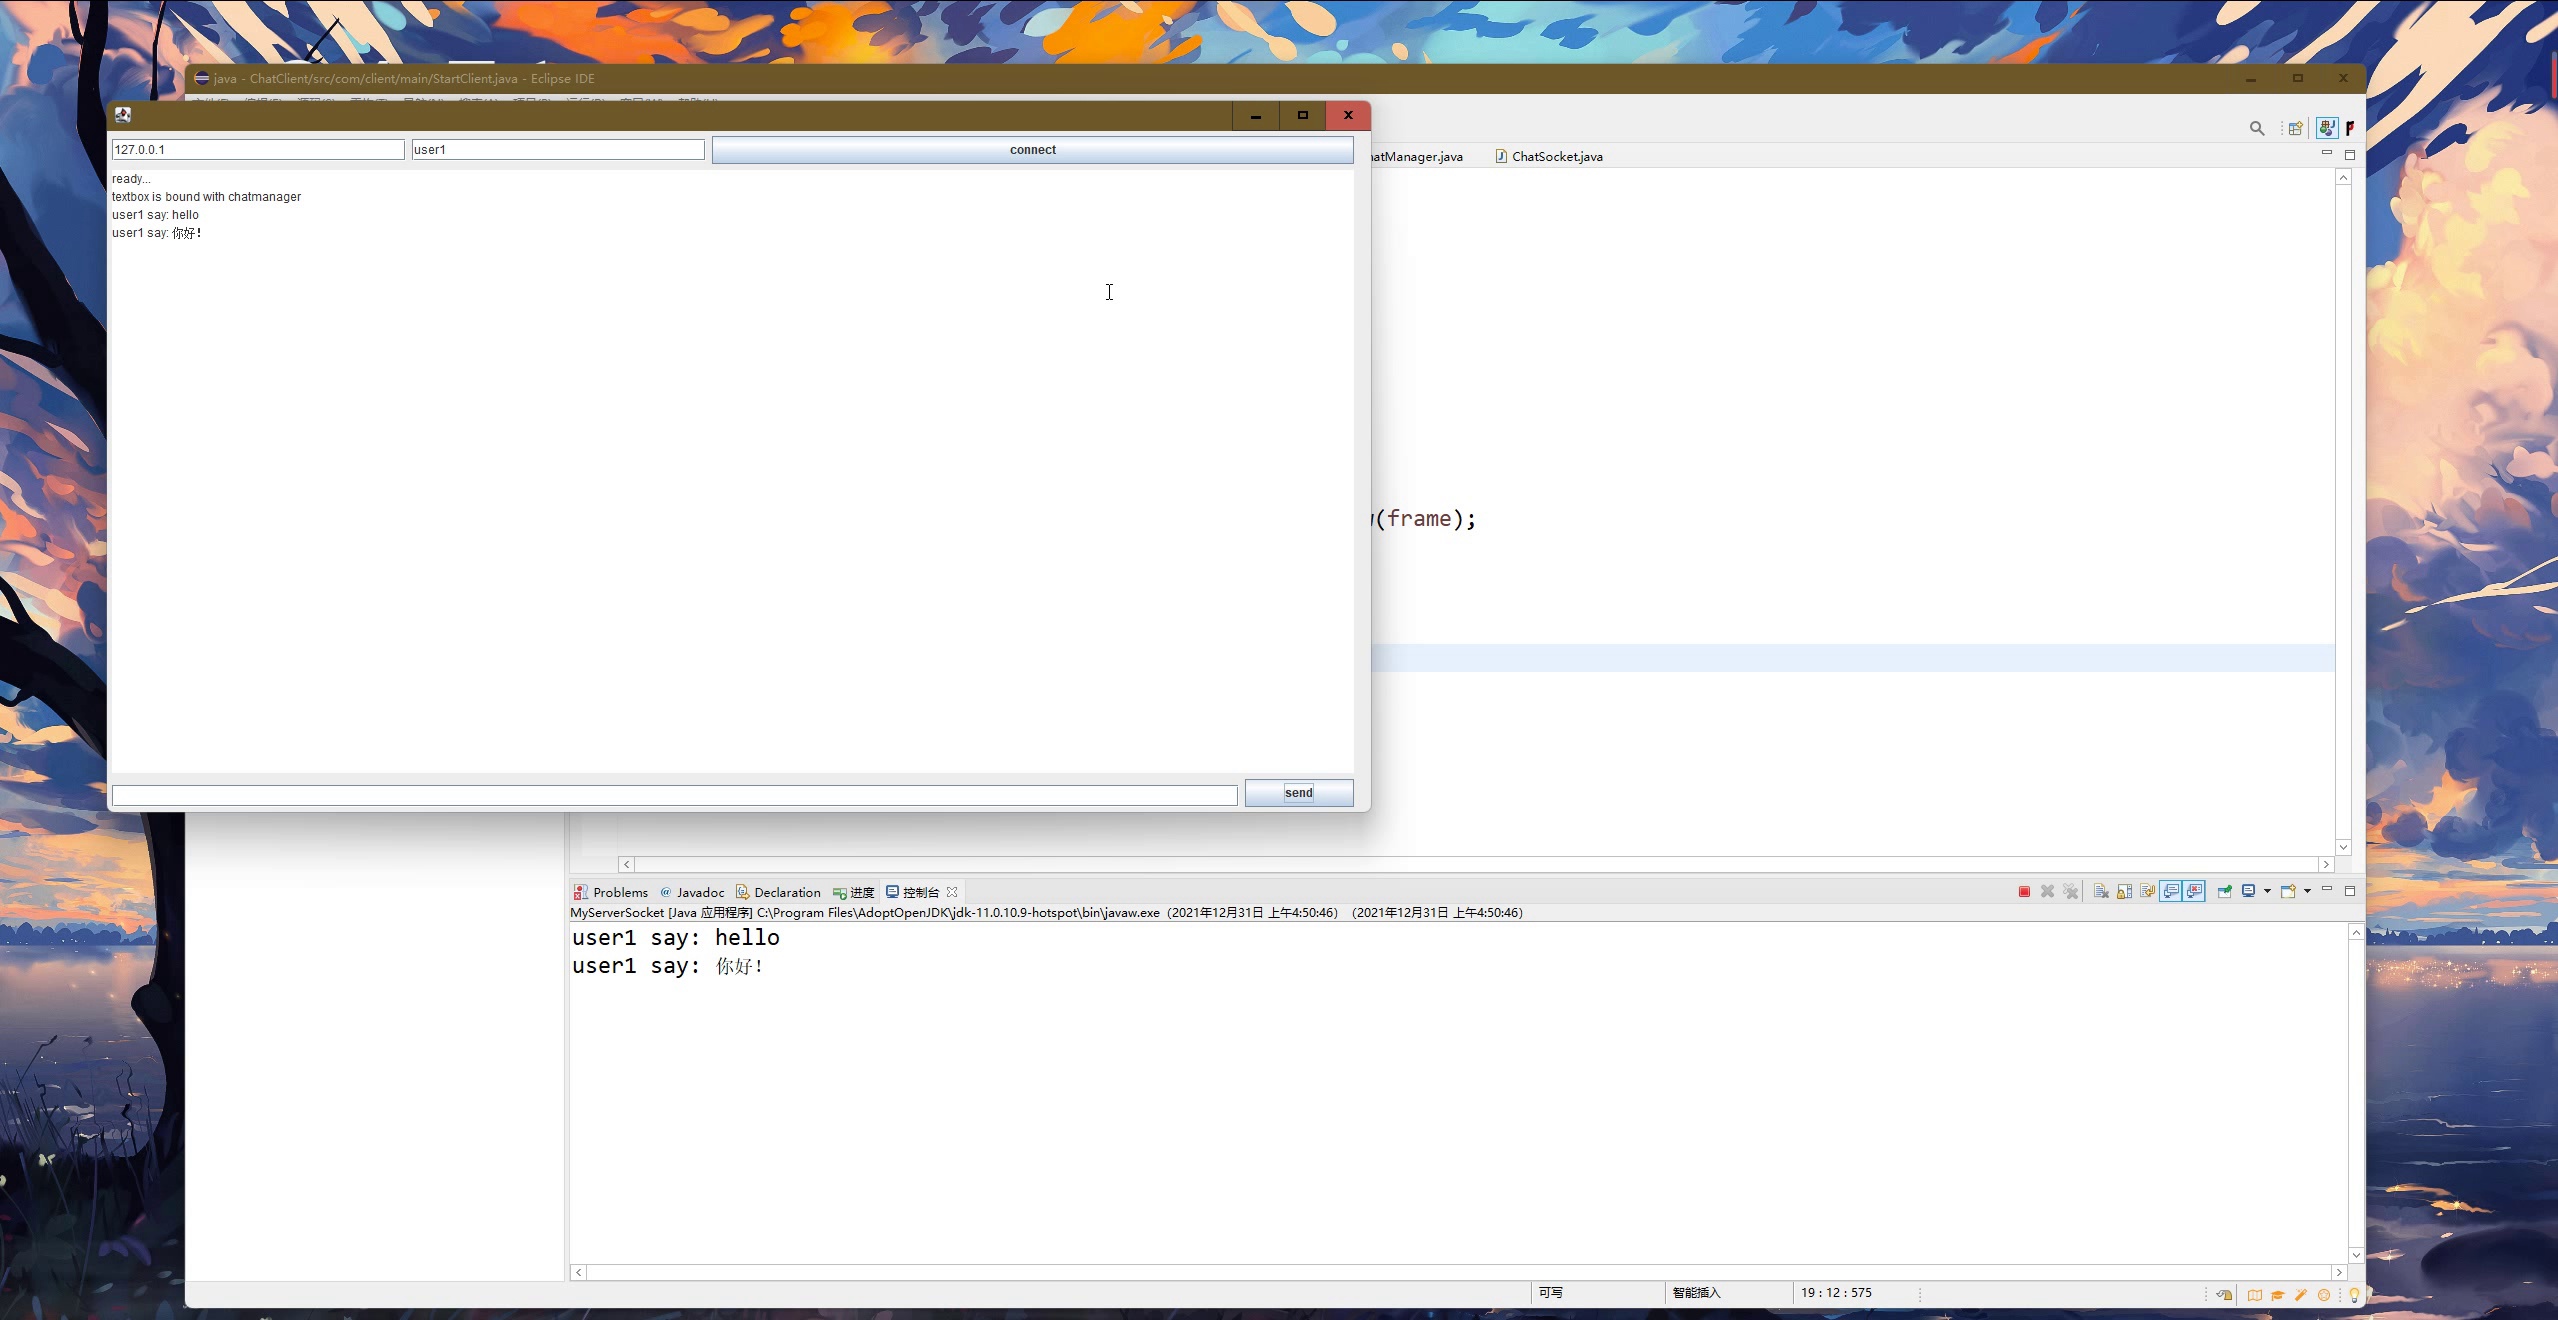 java - ChatClient/src/com/client/main/StartClient.java - Eclipse IDE
127.0.0.1
user1
connect
ready...
textbox is bound with chatmanager
user1 say: hello
user1 say: 你好!
send
atManager.java
ChatSocket.java
(frame);
Problems
@ Javadoc
Declaration
进度
控制台
MyServerSocket [Java 应用程序] C:\Program Files\AdoptOpenJDK\jdk-11.0.10.9-hotspot\bin\javaw.exe (2021年12月31日 上午4:50:46) (2021年12月31日 上午4:50:46)
user1 say: hello
user1 say: 你好!
可写
智能插入
19 : 12 : 575